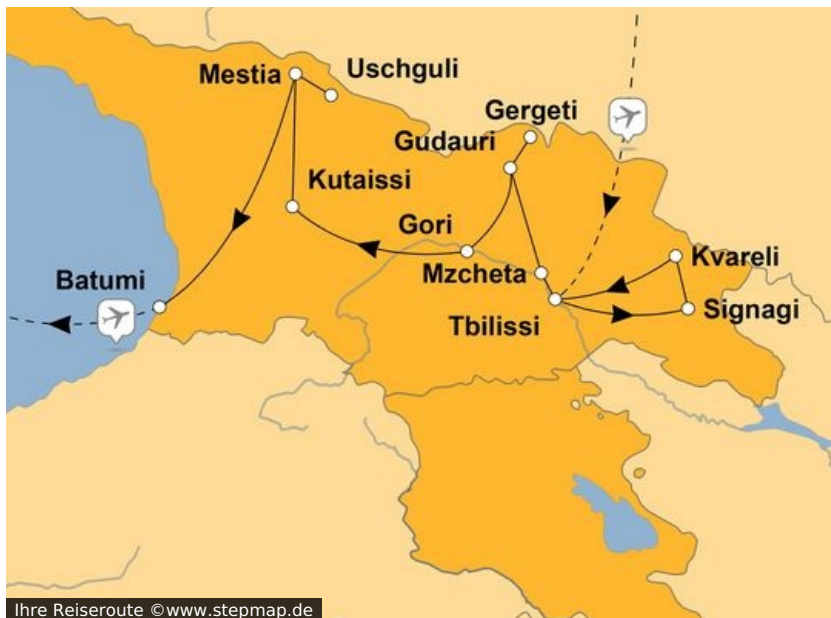 Mestia
Uschguli
Gergeti
Gudauri
Kutaissi
Gori
Mzcheta
Kvareli
Batumi
Signagi
Tbilissi
Ihre Reiseroute ©www.stepmap.de